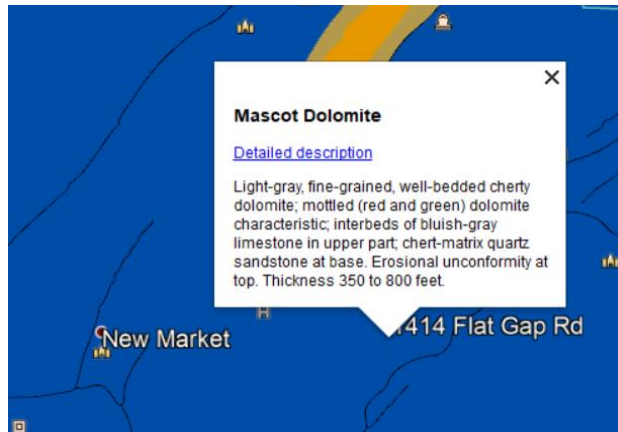 Mascot Dolomite
Detailed description
Light-gray, fine-grained, well-bedded cherty
dolomite; mottled (red and green) dolomite
characteristic; interbeds of bluish-gray
limestone in upper part; chert-matrix quartz
sandstone at base. Erosional unconformity at
top. Thickness 350 to 800 feet.
1414 Flat Gap Rd
New Market